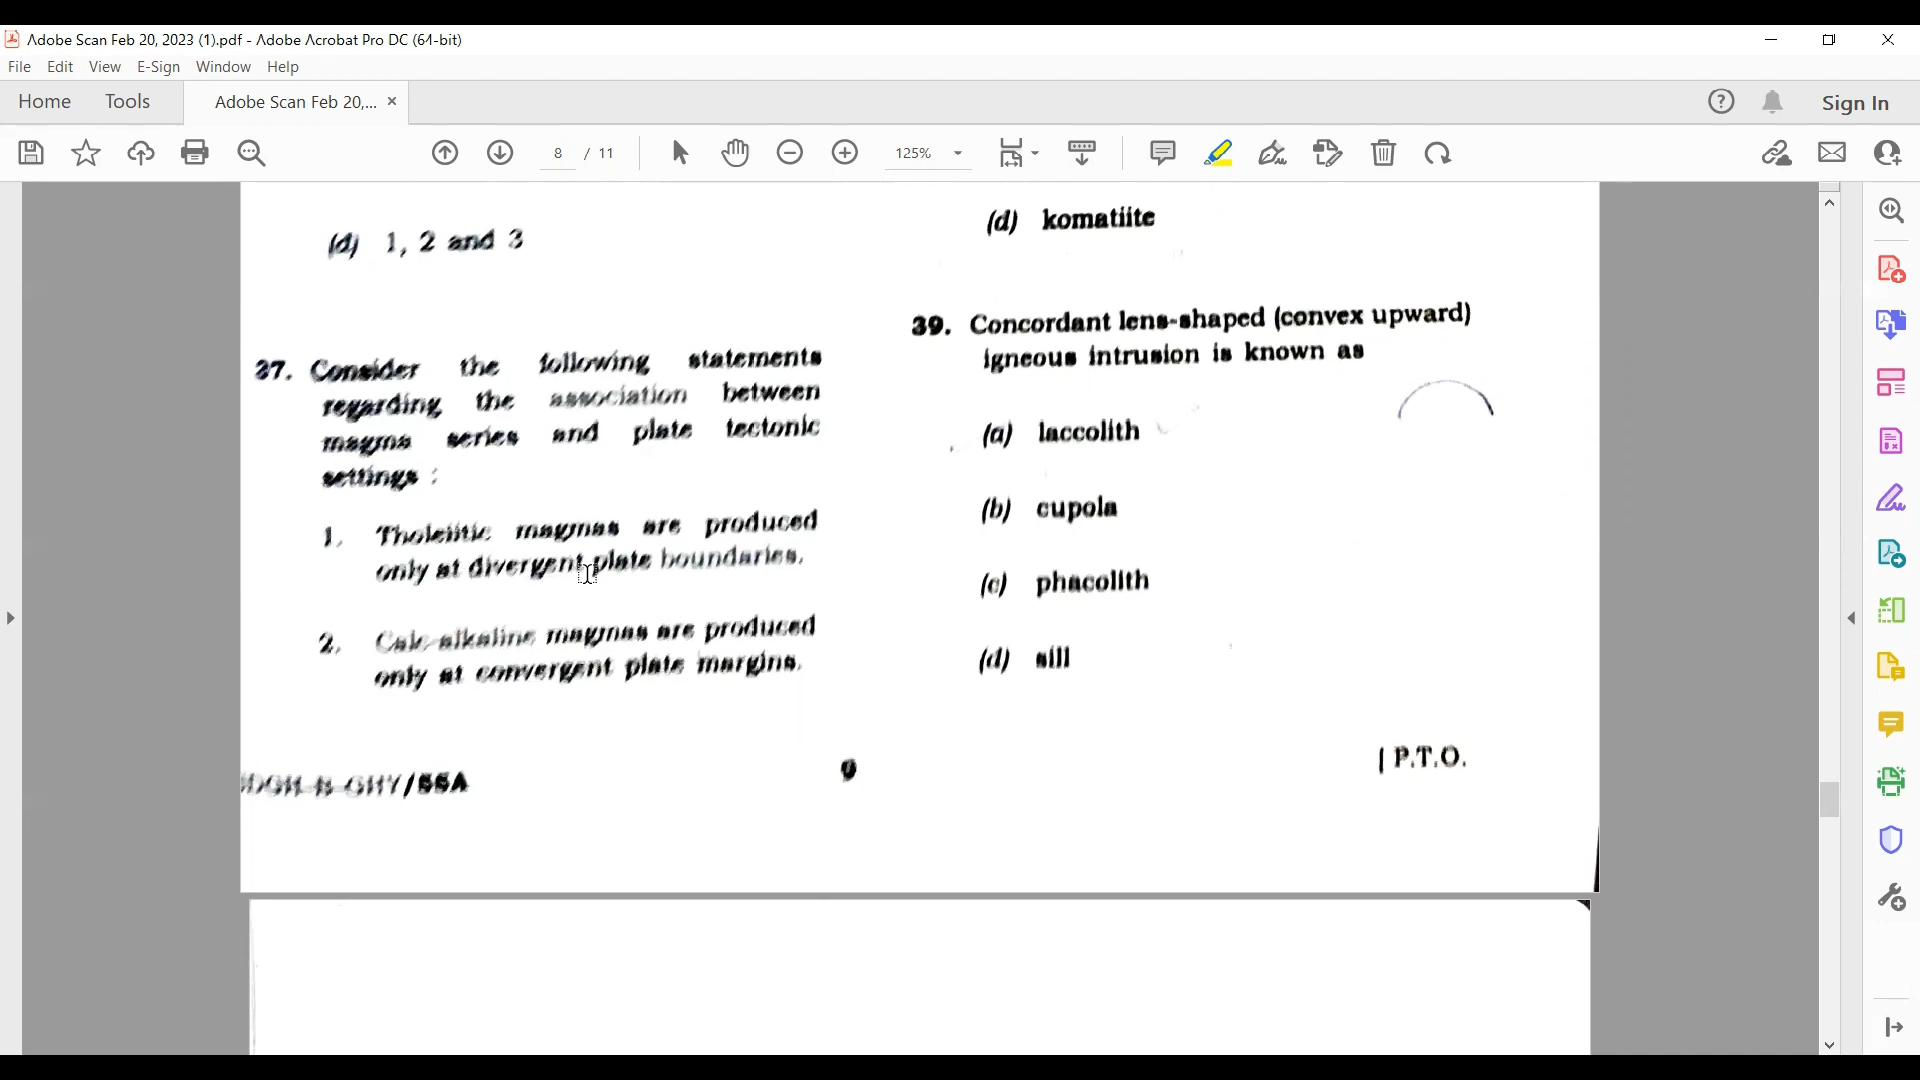 Adobe Scan Feb 20, 2023 (1).pdf - Adobe Acrobat Pro DC (64-bit)
File Edit View E-Sign Window Help
Home Tools Adobe Scan Feb 20,... ×
Sign In
8 / 11 125%
(d) 1, 2 and 3
37. Consider the following statements
regarding the association between
magma series and plate tectonic
settings :
1. Tholeiitic magmas are produced
only at divergent plate boundaries.
2. Calc-alkaline magmas are produced
only at convergent plate margins.
(d) komatiite
39. Concordant lens-shaped (convex upward)
igneous intrusion is known as
(a) laccolith
(b) cupola
(c) phacolith
(d) sill
/SSA
9
| P.T.O.